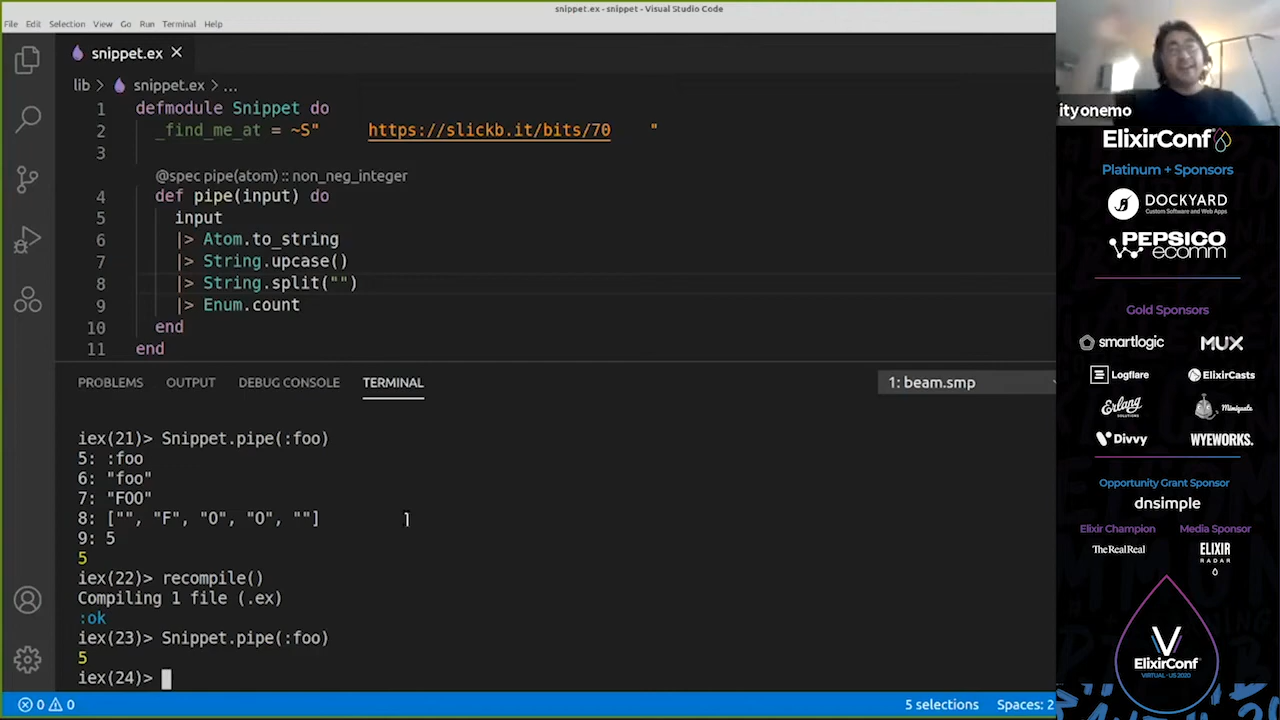 snippet.ex - snippet - Visual Studio Code
File Edit Selection View Go Run Terminal Help
snippet.ex
lib > snippet.ex > ...
1 defmodule Snippet do
2 _find_me_at = ~S" https://slickb.it/bits/70 "
3
@spec pipe(atom) :: non_neg_integer
4 def pipe(input) do
5 input
6 |> Atom.to_string
7 |> String.upcase()
8 |> String.split("")
9 |> Enum.count
10 end
11 end
PROBLEMS OUTPUT DEBUG CONSOLE TERMINAL
1: beam.smp
iex(21)> Snippet.pipe(:foo)
5: :foo
6: "foo"
7: "FOO"
8: ["", "F", "O", "O", ""]
9: 5
5
iex(22)> recompile()
Compiling 1 file (.ex)
:ok
iex(23)> Snippet.pipe(:foo)
5
iex(24)>
0 0
5 selections Spaces: 2
ityonemo
ElixirConf
Platinum + Sponsors
DOCKYARD
Custom Software and Web Apps
PEPSICO
ecomm
Gold Sponsors
smartlogic MUX
Logflare ElixirCasts
Erlang
SOLUTIONS
Miniquate
Divvy WYEWORKS.
Opportunity Grant Sponsor
dnsimple
Elixir Champion Media Sponsor
TheRealReal ELIXIR
RADAR
ElixirConf
VIRTUAL · US 2020